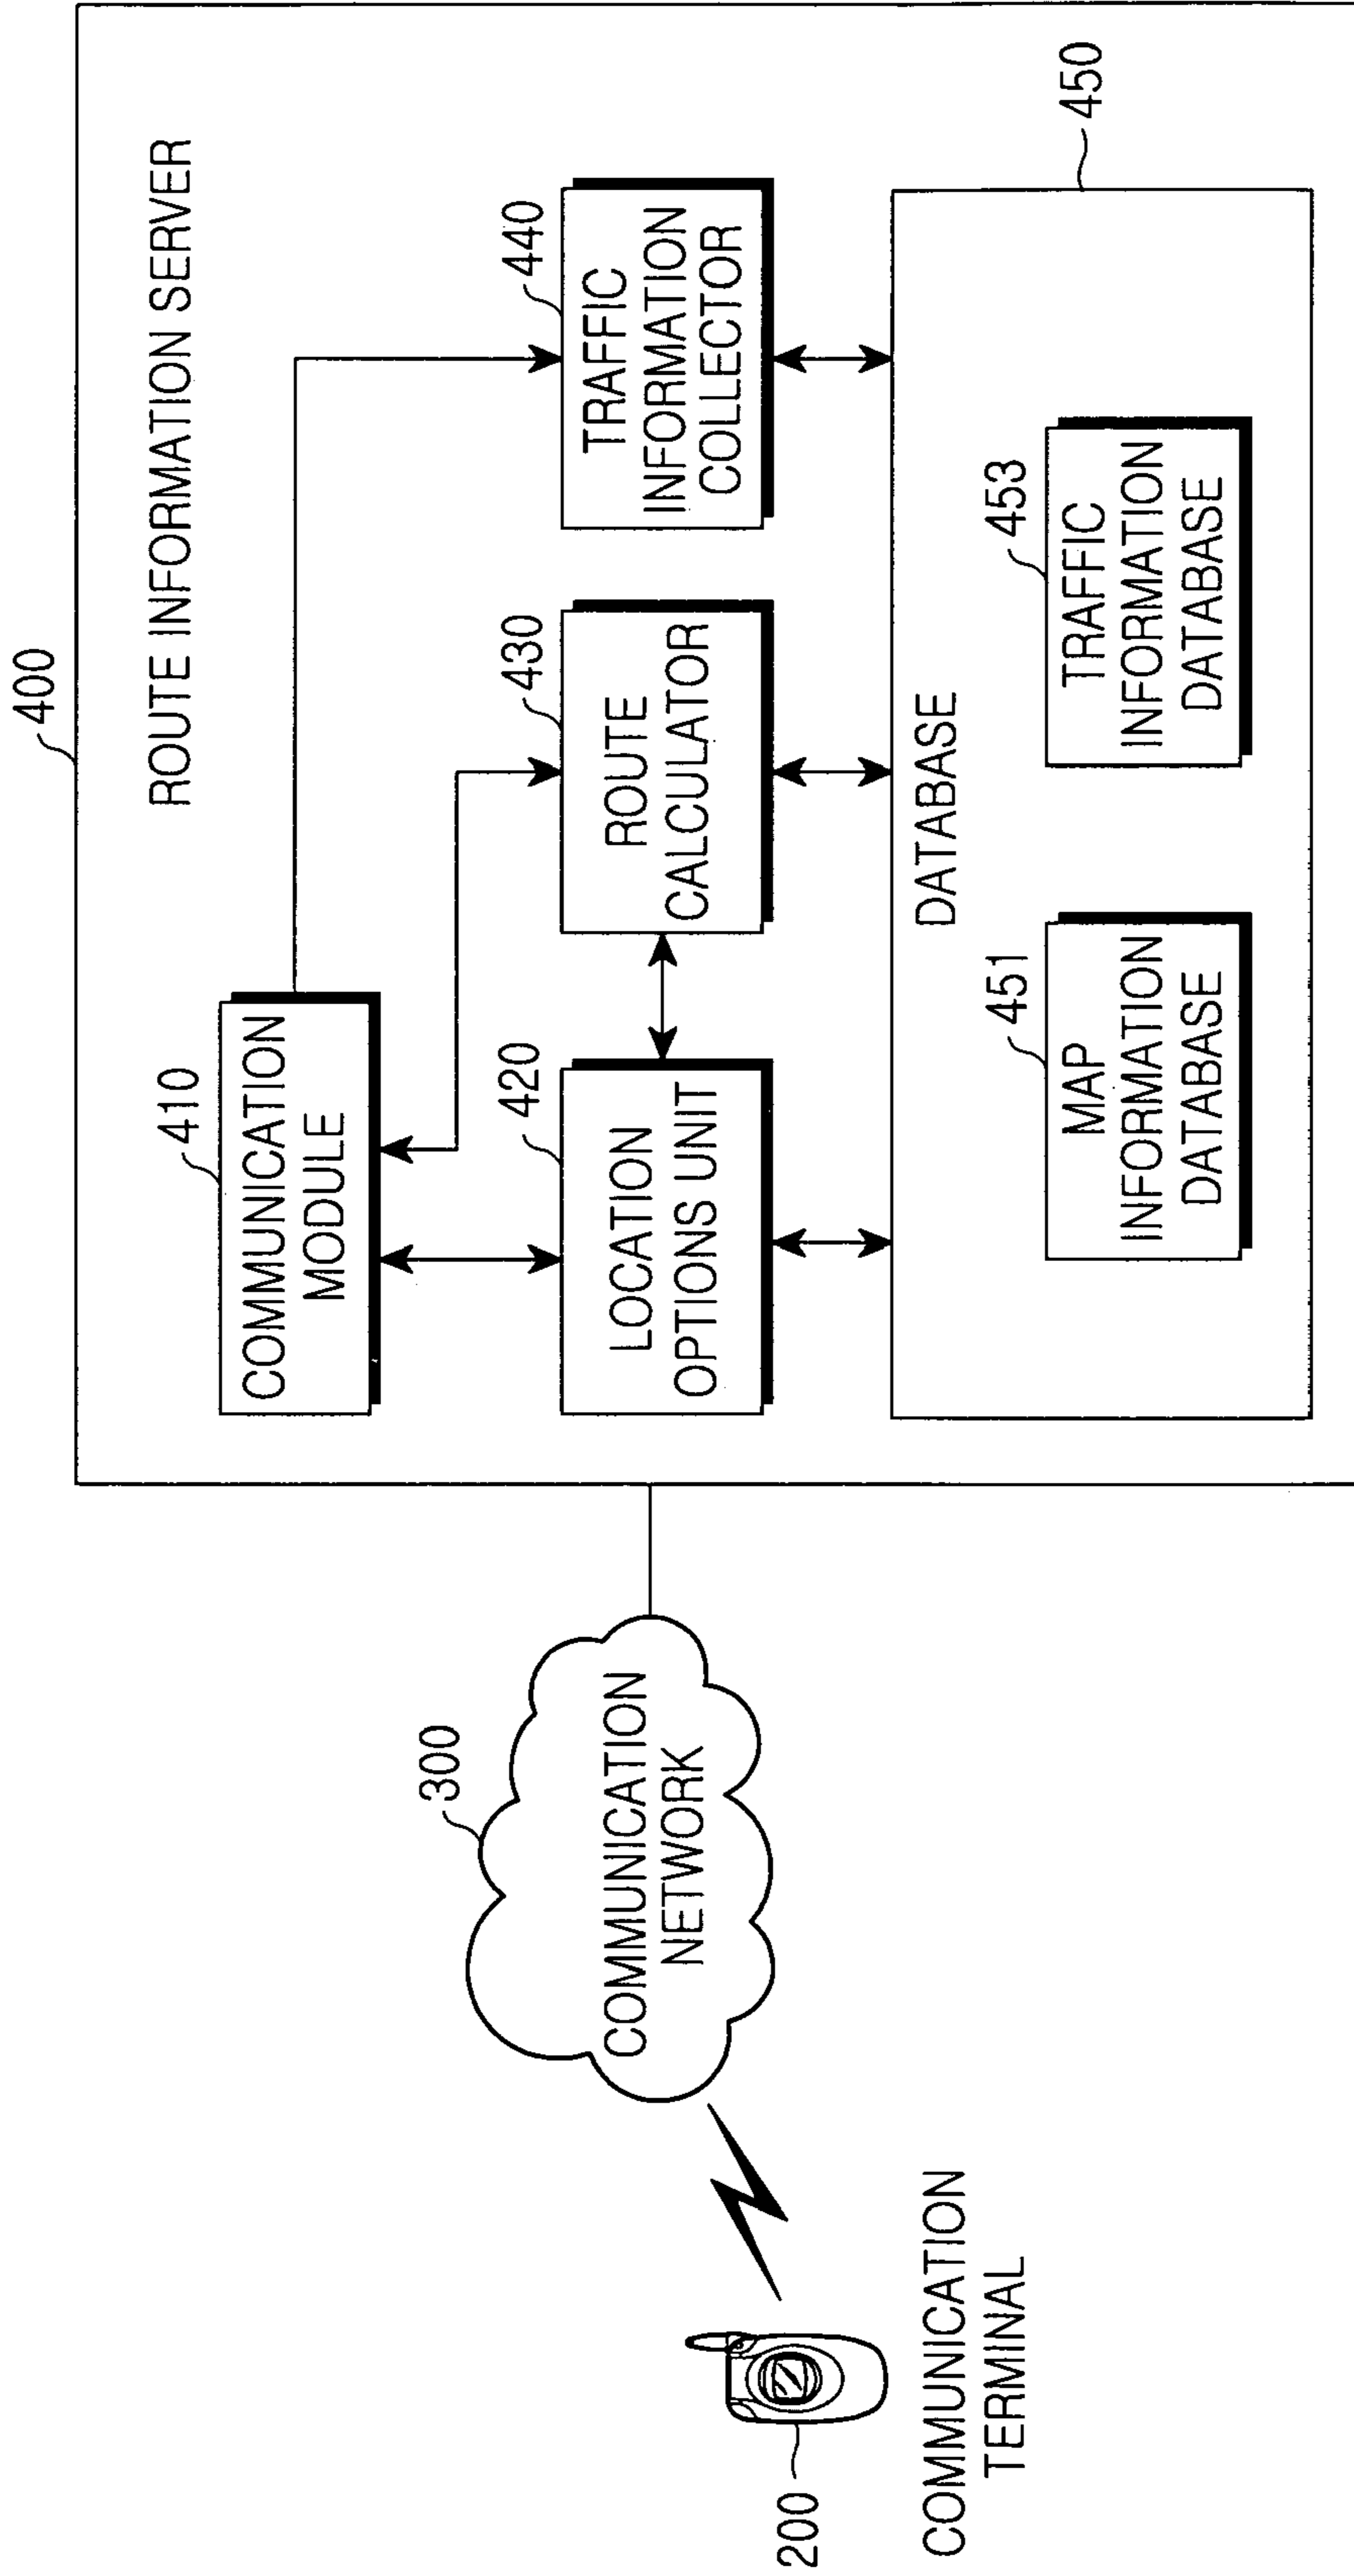 400
ROUTE INFORMATION SERVER
410
COMMUNICATION
MODULE
420
LOCATION
OPTIONS UNIT
430
ROUTE
CALCULATOR
440
TRAFFIC
INFORMATION
COLLECTOR
450
DATABASE
451
MAP
INFORMATION
DATABASE
453
TRAFFIC
INFORMATION
DATABASE
300
COMMUNICATION
NETWORK
200
COMMUNICATION
TERMINAL